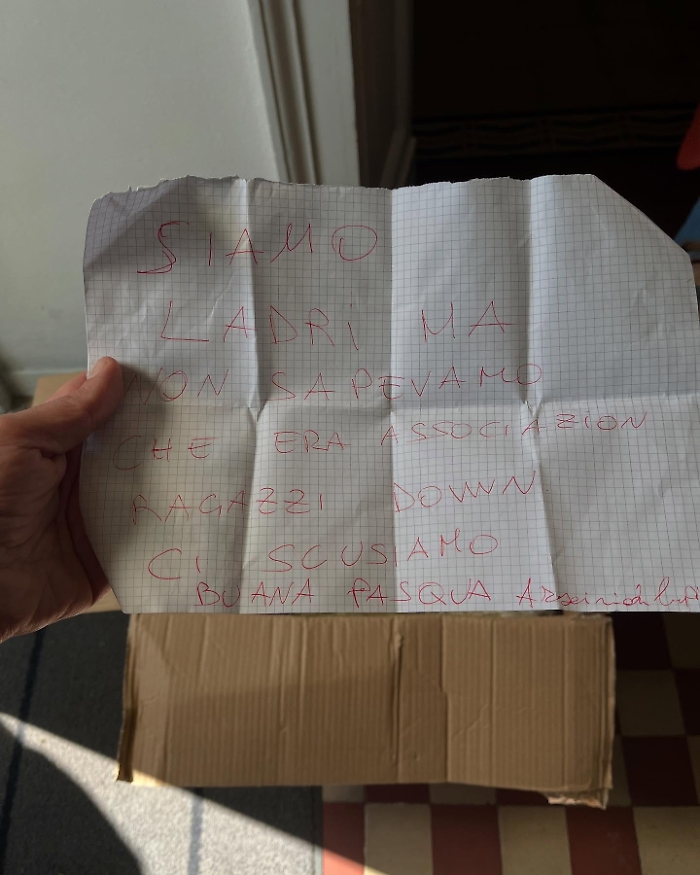 SIAMO
LADRI MA
NON SAPEVAMO
CHE ERA ASSOCIAZION
RAGAZZI DOWN
CI SCUSIAMO
BUANA PASQUA